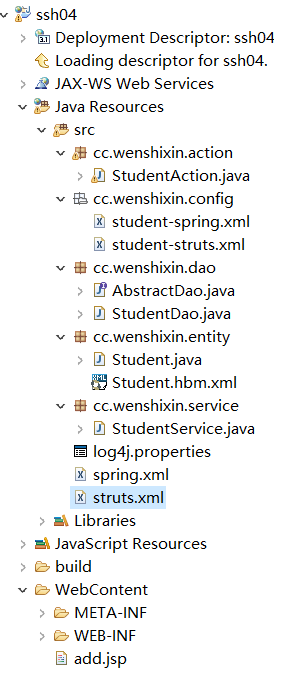 ssh04
Deployment Descriptor: ssh04
Loading descriptor for ssh04.
JAX-WS Web Services
Java Resources
src
cc.wenshixin.action
StudentAction.java
cc.wenshixin.config
student-spring.xml
student-struts.xml
cc.wenshixin.dao
AbstractDao.java
StudentDao.java
cc.wenshixin.entity
Student.java
Student.hbm.xml
cc.wenshixin.service
StudentService.java
log4j.properties
spring.xml
struts.xml
Libraries
JavaScript Resources
build
WebContent
META-INF
WEB-INF
add.jsp